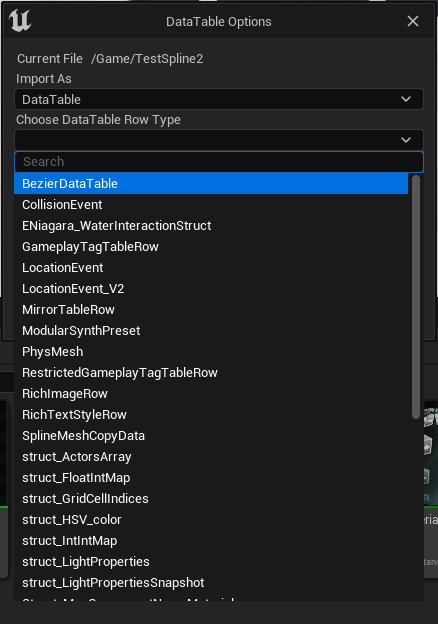 DataTable Options
Current File /Game/TestSpline2
Import As
DataTable
Choose DataTable Row Type
Search
BezierDataTable
CollisionEvent
ENiagara_WaterInteractionStruct
GameplayTagTableRow
LocationEvent
LocationEvent_V2
MirrorTableRow
ModularSynthPreset
PhysMesh
RestrictedGameplayTagTableRow
RichImageRow
RichTextStyleRow
SplineMeshCopyData
struct_ActorsArray
struct_FloatIntMap
struct_GridCellIndices
struct_HSV_color
struct_IntIntMap
struct_LightProperties
struct_LightPropertiesSnapshot